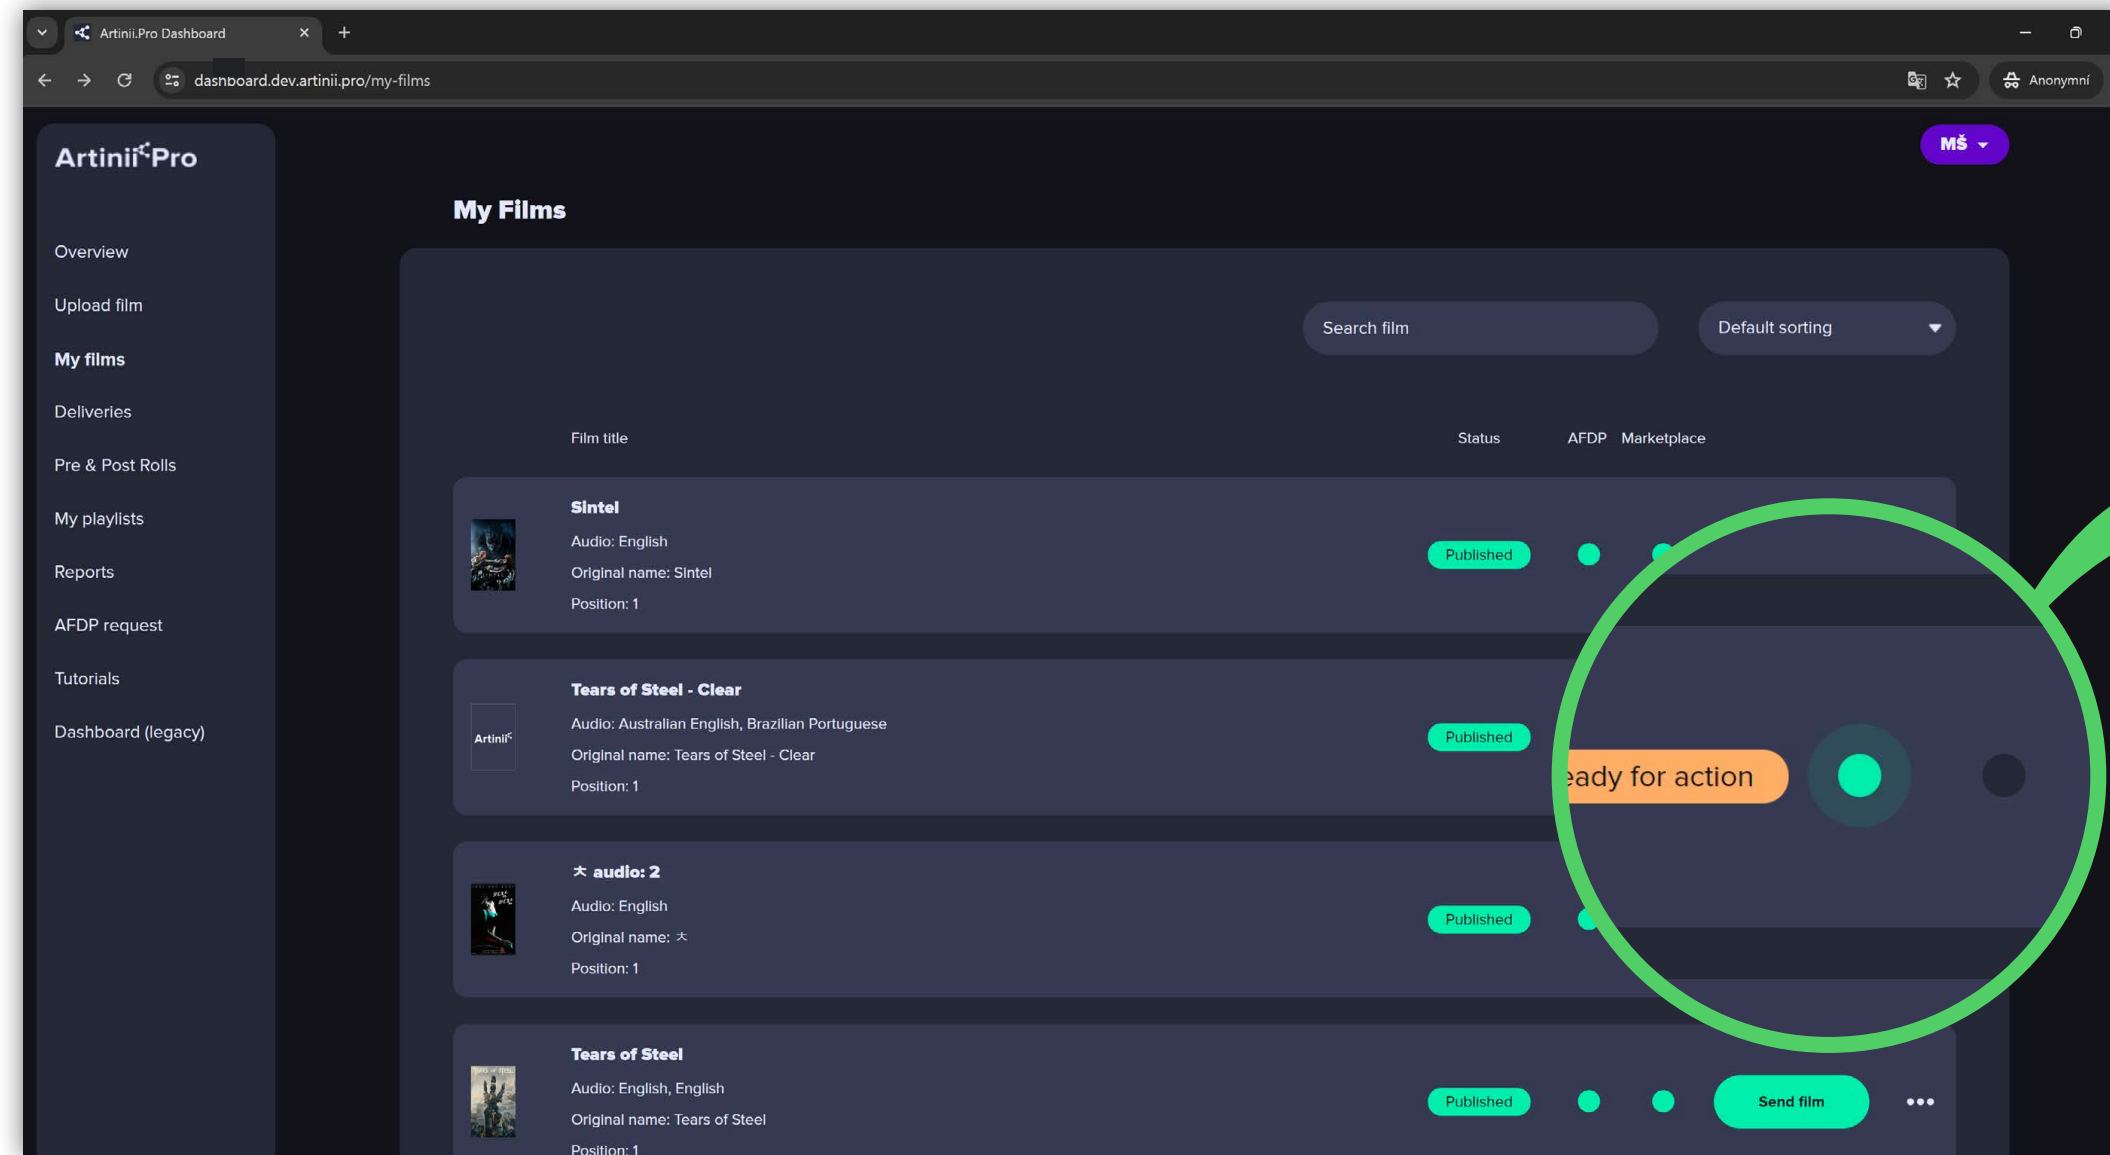 Artinii.Pro Dashboard
dashboard.dev.artinii.pro/my-films
Anonymní
Artinii Pro
MŠ
My Films
Overview
Upload film
My films
Deliveries
Pre & Post Rolls
My playlists
Reports
AFDP request
Tutorials
Dashboard (legacy)
Search film
Default sorting
Film title
Status
AFDP
Marketplace
Sintel
Audio: English
Original name: Sintel
Position: 1
Published
Tears of Steel - Clear
Audio: Australian English, Brazilian Portuguese
Original name: Tears of Steel - Clear
Position: 1
Artinii
Published
eady for action
ㅊ audio: 2
Audio: English
Original name: ㅊ
Position: 1
Published
Tears of Steel
Audio: English, English
Original name: Tears of Steel
Position: 1
Published
Send film